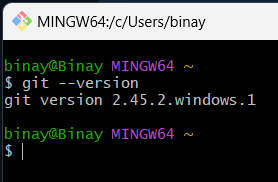 MINGW64:/c/Users/binay
binay@Binay MINGW64 ~
$ git --version
git version 2.45.2.windows.1
binay@Binay MINGW64 ~
$